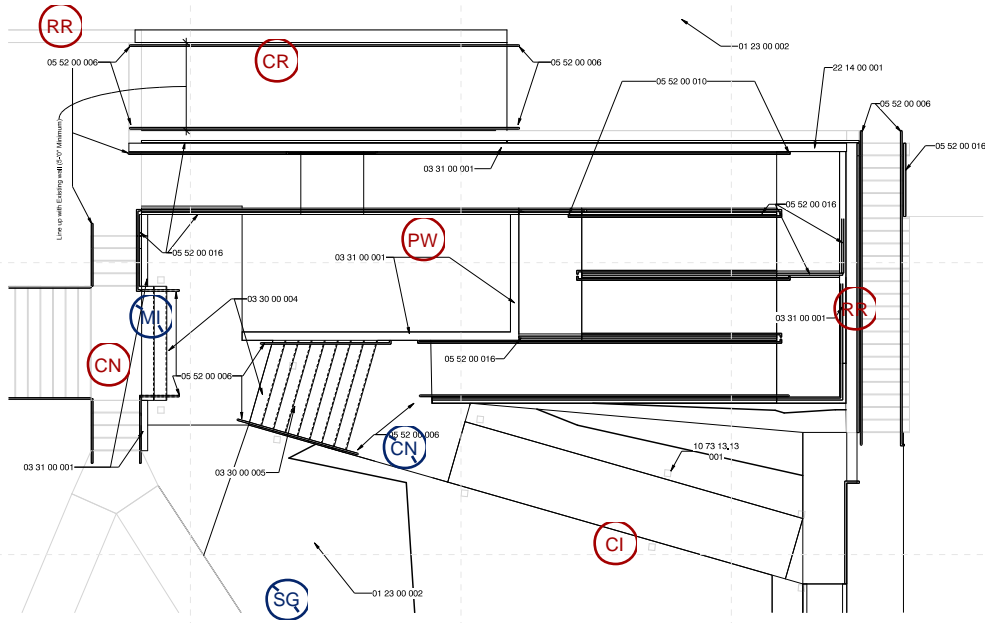 RR
01 23 00 002
CR
05 52 00 006
05 52 00 006
22 14 00 001
05 52 00 010
05 52 00 006
Line up with Existing wall (5'-0" Minimum)
05 52 00 016
03 31 00 001
05 52 00 016
PW
05 52 00 016
03 31 00 001
03 30 00 004
MI
RR
03 31 00 001
05 52 00 016
CN
05 52 00 006
05 52 00 006
CN
10 73 13.13
001
03 31 00 001
03 30 00 005
CI
01 23 00 002
SG